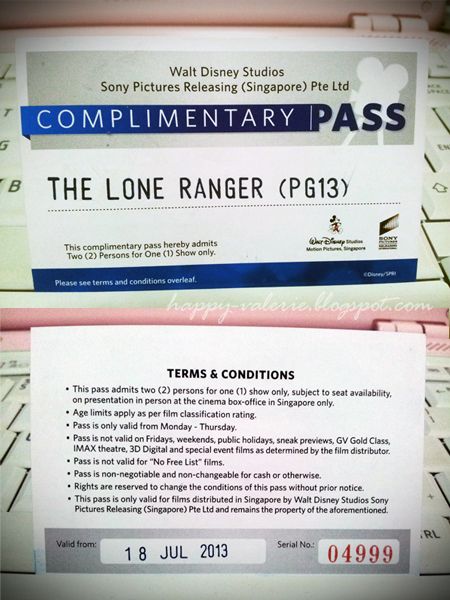 Walt Disney Studios
Sony Pictures Releasing (Singapore) Pte Ltd
COMPLIMENTARY PASS
THE LONE RANGER (PG13)
This complimentary pass hereby admits
Two (2) Persons for One (1) Show only.
WALT DISNEY Studios
Motion Pictures, Singapore
SONY
PICTURES
Please see terms and conditions overleaf.
©Disney/SPRI
happy-valerie.blogspot.com
TERMS & CONDITIONS
• This pass admits two (2) persons for one (1) show only, subject to seat availability,
on presentation in person at the cinema box-office in Singapore only.
• Age limits apply as per film classification rating.
• Pass is only valid from Monday - Thursday.
• Pass is not valid on Fridays, weekends, public holidays, sneak previews, GV Gold Class,
IMAX theatre, 3D Digital and special event films as determined by the film distributor.
• Pass is not valid for "No Free List" films.
• Pass is non-negotiable and non-changeable for cash or otherwise.
• Rights are reserved to change the conditions of this pass without prior notice.
• This pass is only valid for films distributed in Singapore by Walt Disney Studios Sony
Pictures Releasing (Singapore) Pte Ltd and remains the property of the aforementioned.
Valid from: 18 JUL 2013 Serial No.: 04999